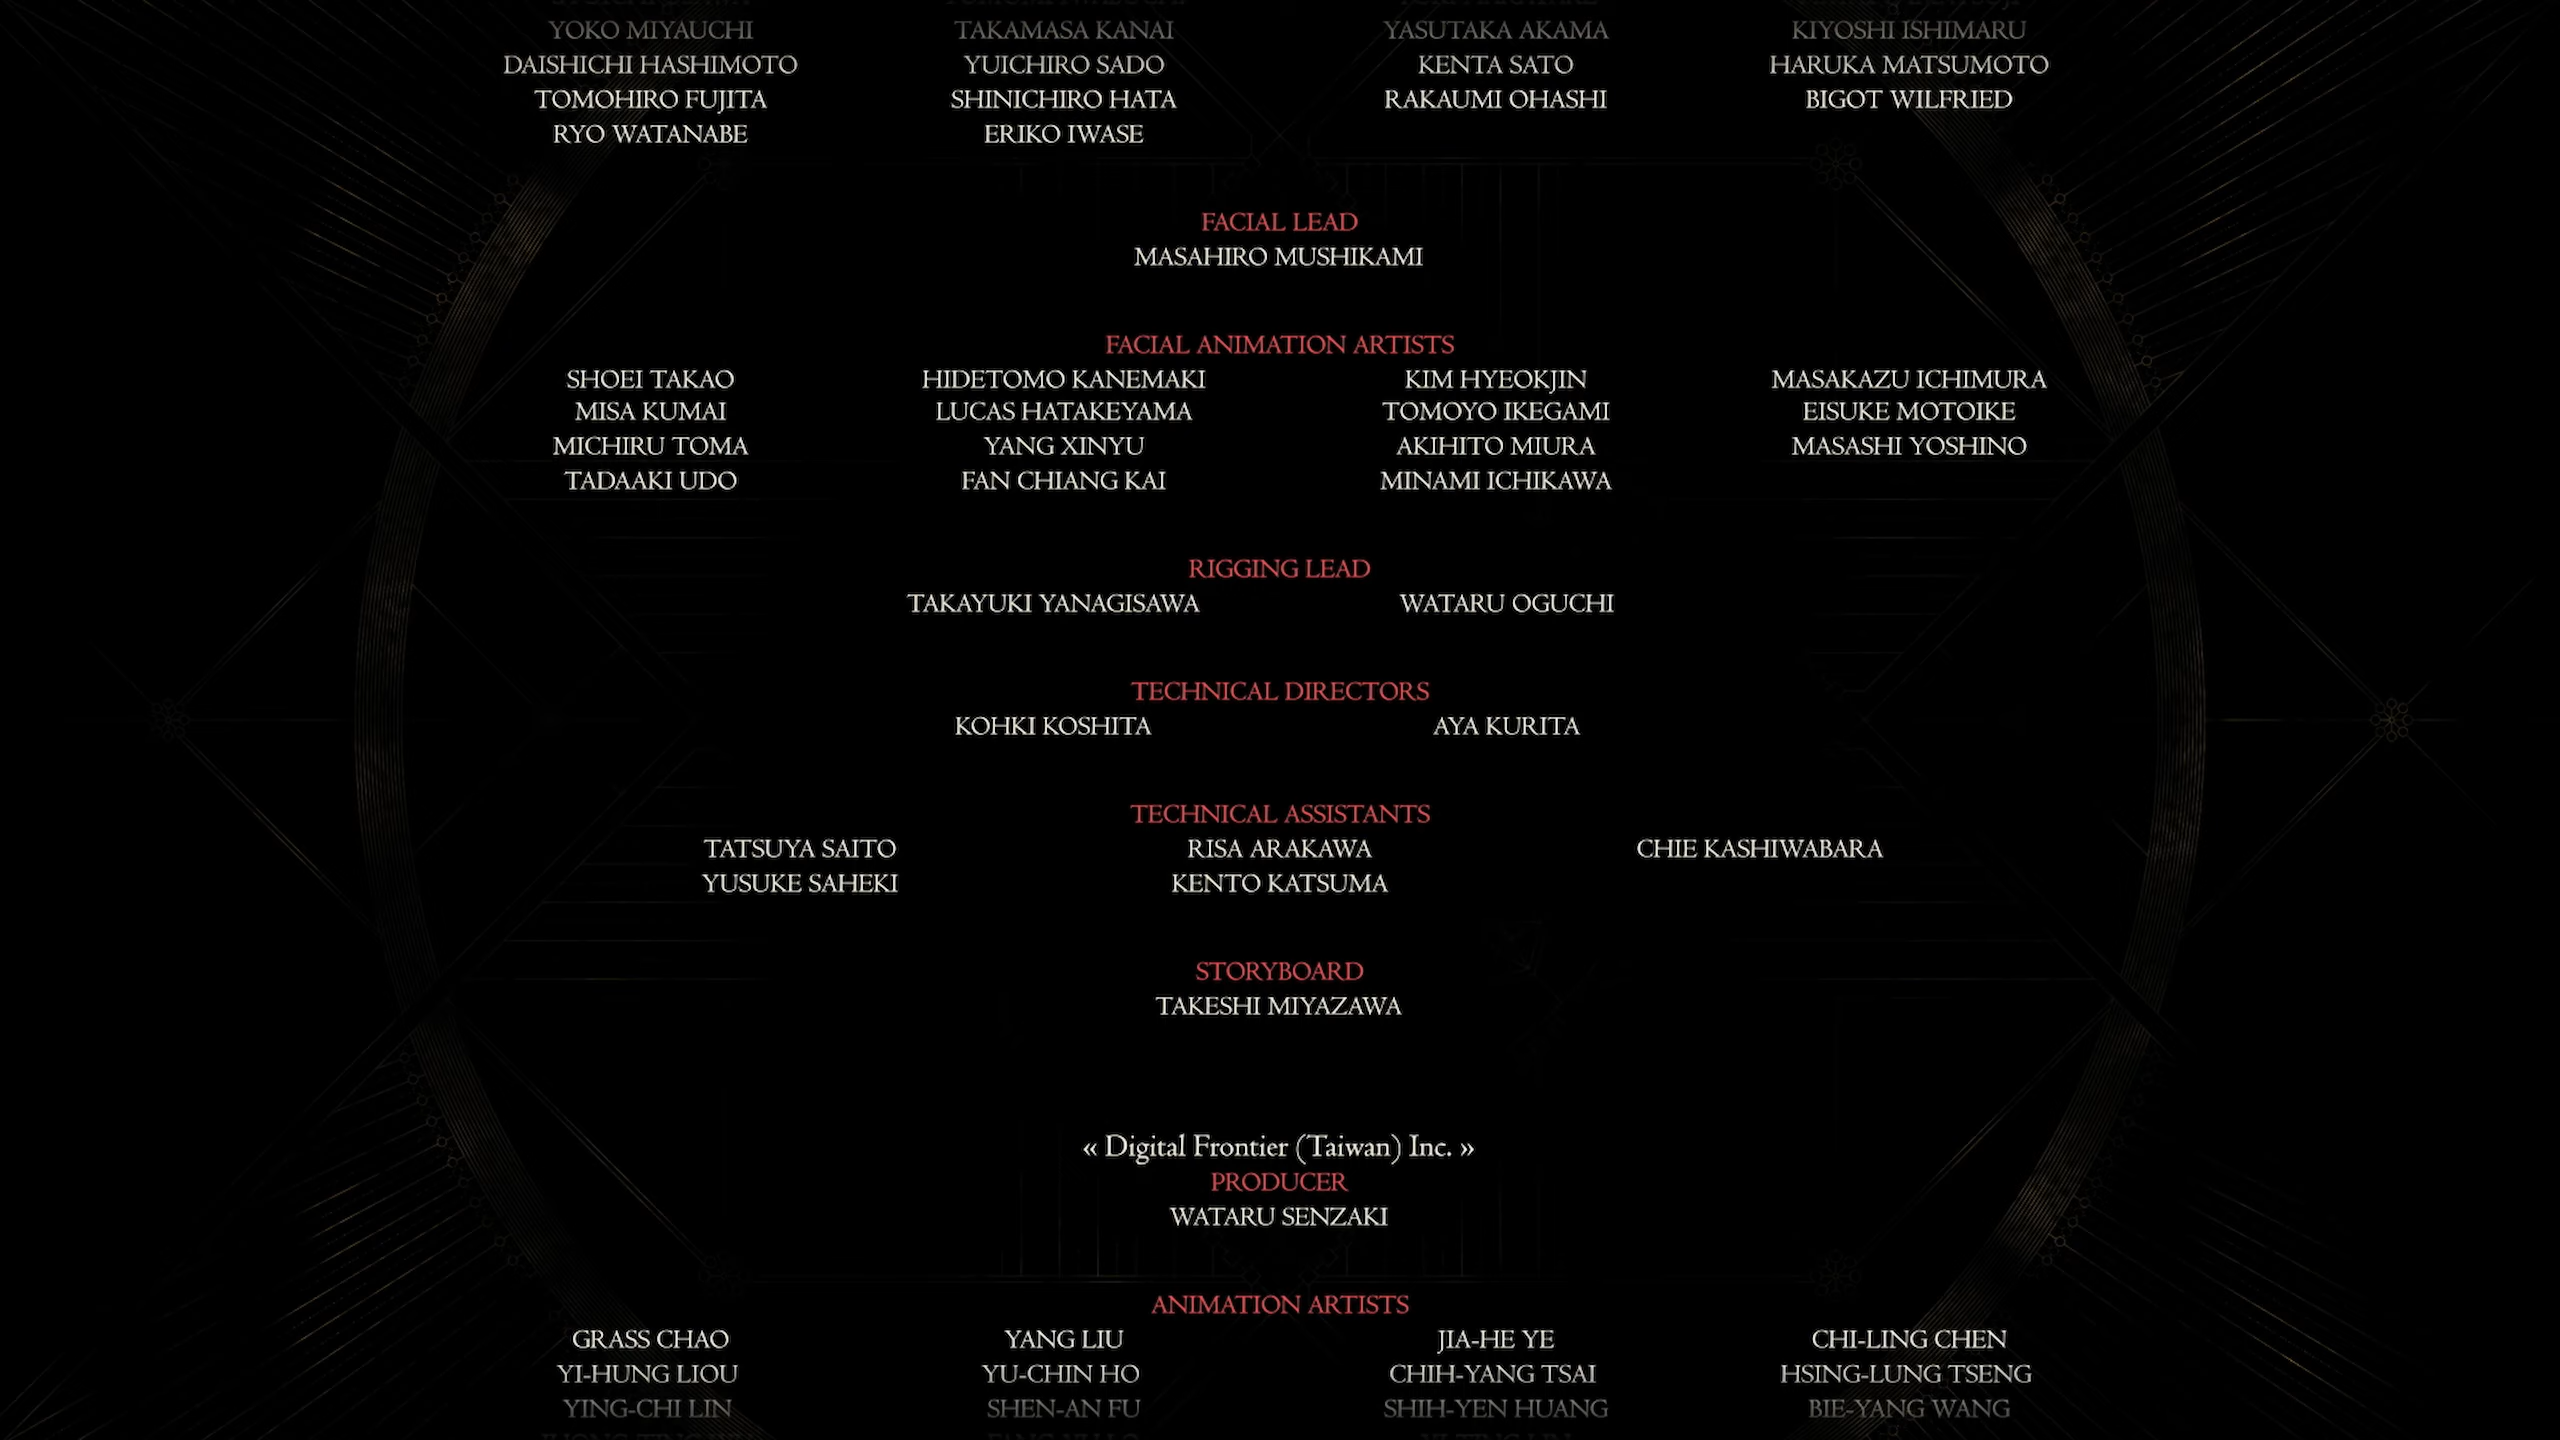 YOKO MIYAUCHI TAKAMASA KANAI YASUTAKA AKAMA KIYOSHI ISHIMARU
DAISHICHI HASHIMOTO YUICHIRO SADO KENTA SATO HARUKA MATSUMOTO
TOMOHIRO FUJITA SHINICHIRO HATA RAKAUMI OHASHI BIGOT WILFRIED
RYO WATANABE ERIKO IWASE
FACIAL LEAD
MASAHIRO MUSHIKAMI
FACIAL ANIMATION ARTISTS
SHOEI TAKAO HIDETOMO KANEMAKI KIM HYEOKJIN MASAKAZU ICHIMURA
MISA KUMAI LUCAS HATAKEYAMA TOMOYO IKEGAMI EISUKE MOTOIKE
MICHIRU TOMA YANG XINYU AKIHITO MIURA MASASHI YOSHINO
TADAAKI UDO FAN CHIANG KAI MINAMI ICHIKAWA
RIGGING LEAD
TAKAYUKI YANAGISAWA WATARU OGUCHI
TECHNICAL DIRECTORS
KOHKI KOSHITA AYA KURITA
TECHNICAL ASSISTANTS
TATSUYA SAITO RISA ARAKAWA CHIE KASHIWABARA
YUSUKE SAHEKI KENTO KATSUMA
STORYBOARD
TAKESHI MIYAZAWA
« Digital Frontier (Taiwan) Inc. »
PRODUCER
WATARU SENZAKI
ANIMATION ARTISTS
GRASS CHAO YANG LIU JIA-HE YE CHI-LING CHEN
YI-HUNG LIOU YU-CHIN HO CHIH-YANG TSAI HSING-LUNG TSENG
YING-CHI LIN SHEN-AN FU SHIH-YEN HUANG BIE-YANG WANG